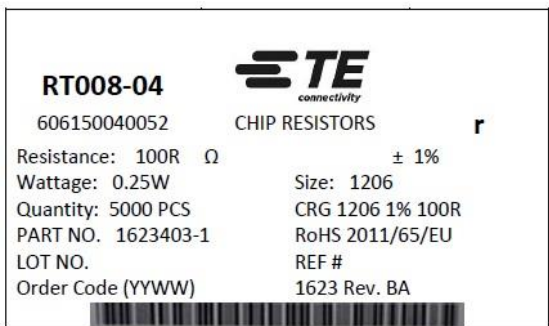 TE
connectivity
RT008-04
606150040052 CHIP RESISTORS r
Resistance: 100R Ω ± 1%
Wattage: 0.25W Size: 1206
Quantity: 5000 PCS CRG 1206 1% 100R
PART NO. 1623403-1 RoHS 2011/65/EU
LOT NO. REF #
Order Code (YYWW) 1623 Rev. BA